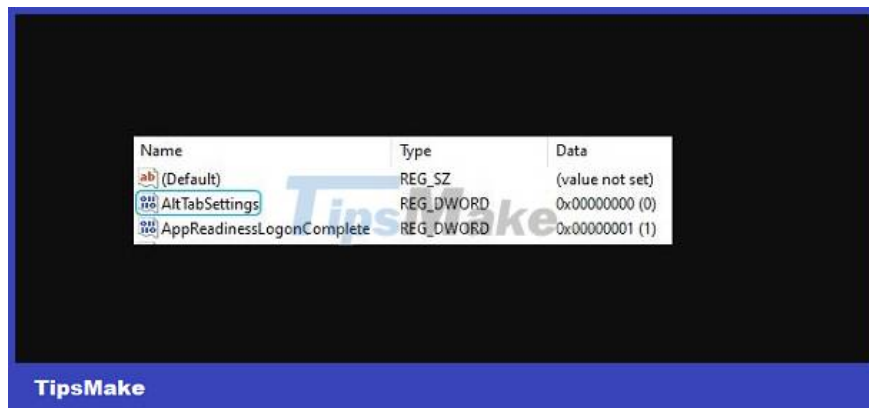 Name Type Data
(Default) REG_SZ (value not set)
AltTabSettings REG_DWORD 0x00000000 (0)
AppReadinessLogonComplete REG_DWORD 0x00000001 (1)
TipsMake
TipsMake